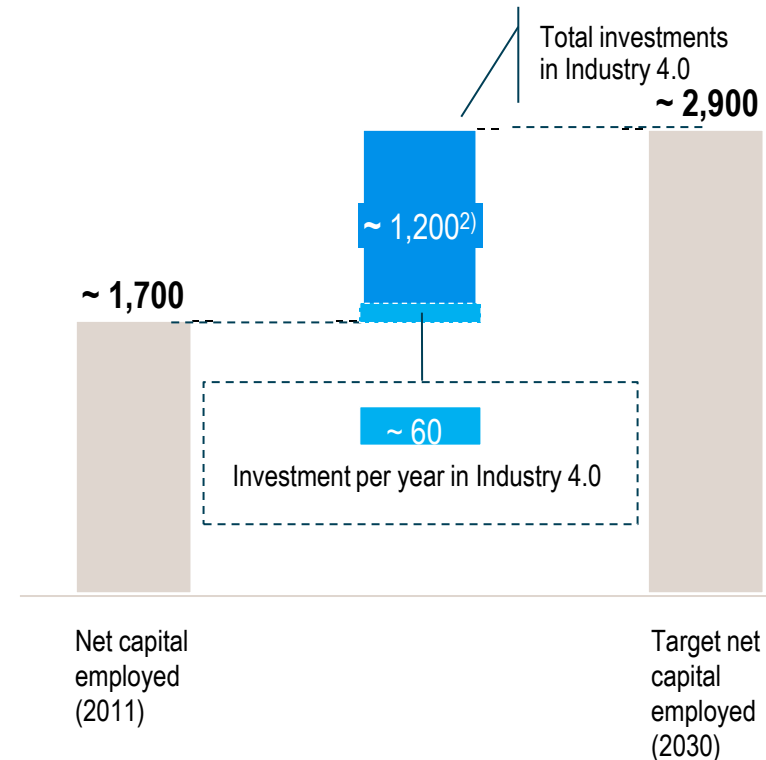 Total investments
in Industry 4.0
~ 2,900
~ 1,200²⁾
~ 1,700
~ 60
Investment per year in Industry 4.0
Net capital
employed
(2011)
Target net
capital
employed
(2030)